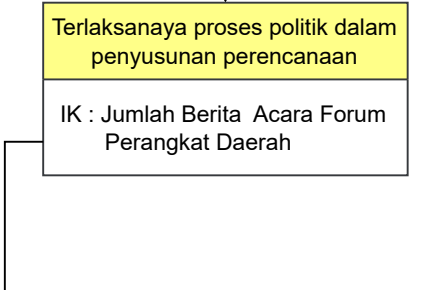 Terlaksanaya proses politik dalam
penyusunan perencanaan
IK : Jumlah Berita Acara Forum
Perangkat Daerah